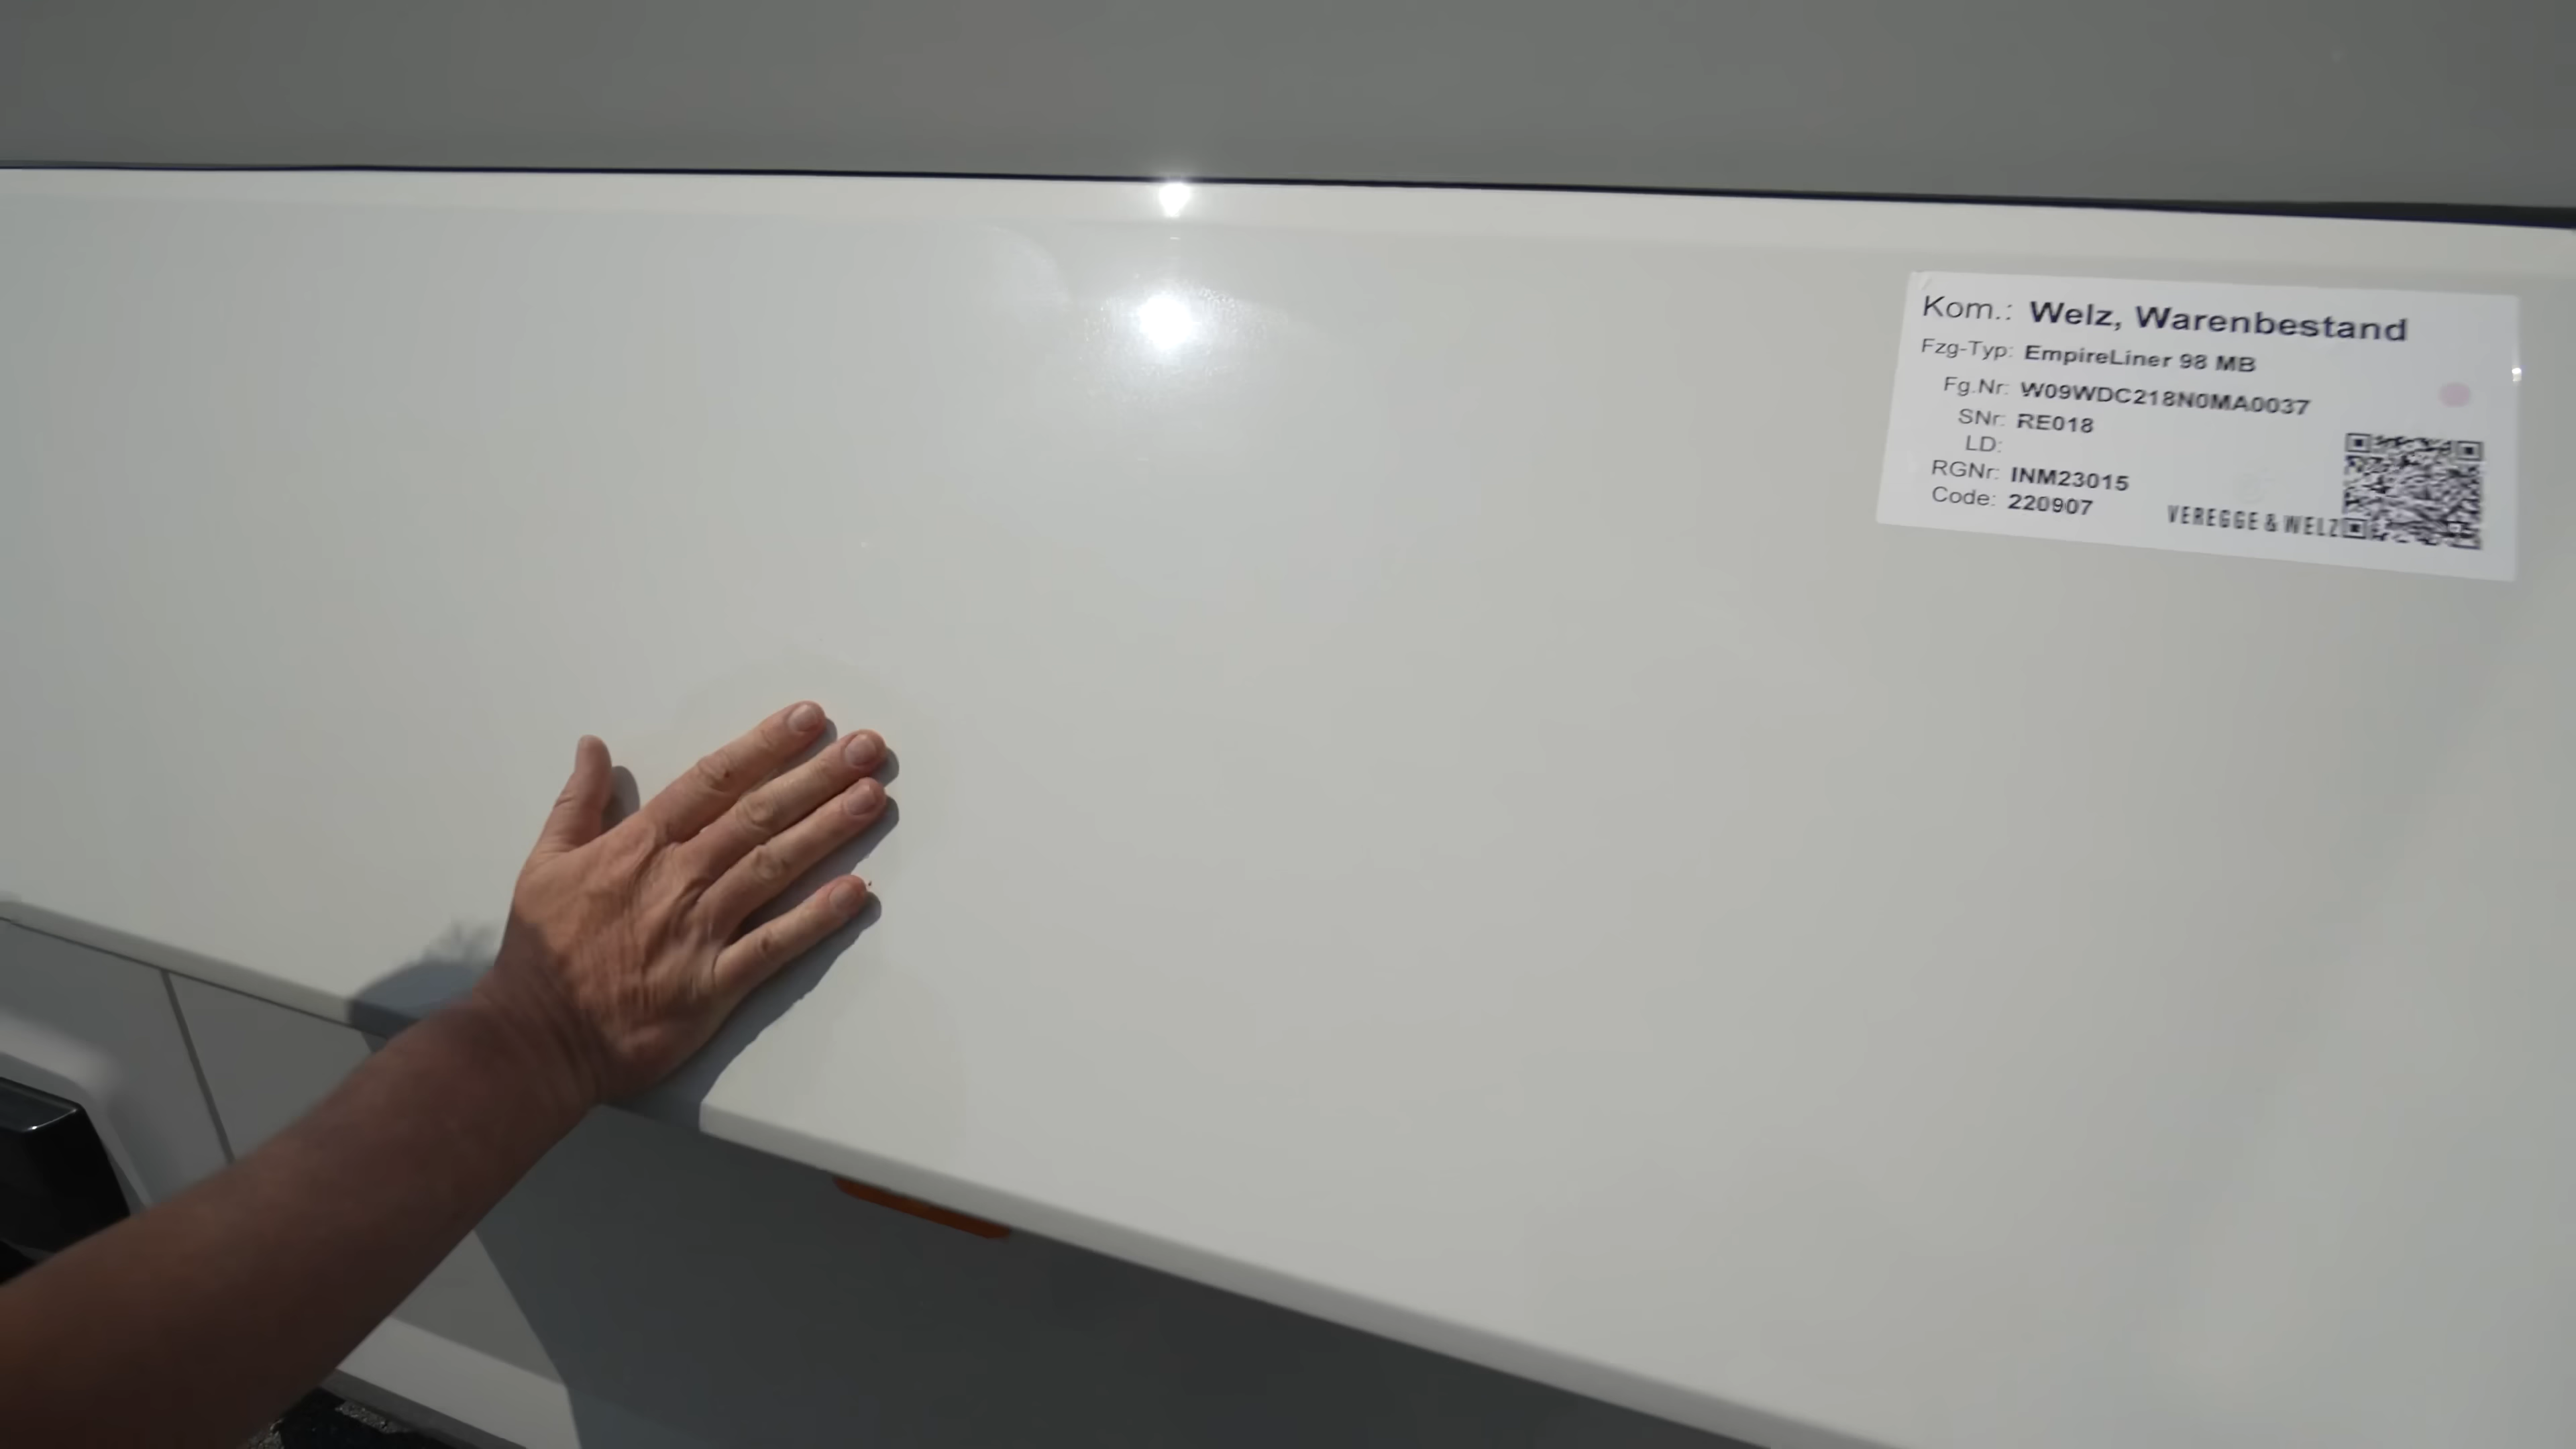 Kom.: Welz, Warenbestand
Fzg-Typ: EmpireLiner 98 MB
Fg.Nr: W09WDC218N0MA0037
SNr: RE018
LD:
RGNr: INM23015
Code: 220907
VEREGGE & WELZ